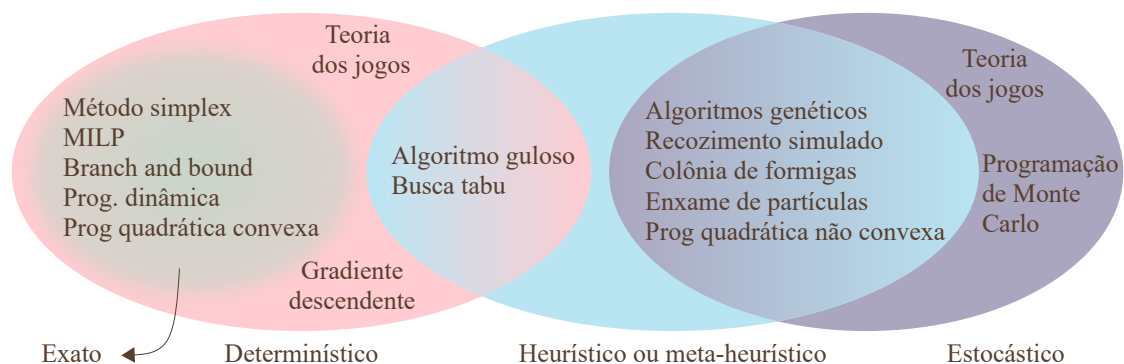 Teoria
dos jogos
Método simplex
MILP
Branch and bound
Prog. dinâmica
Prog quadrática convexa
Gradiente
descendente
Algoritmo guloso
Busca tabu
Algoritmos genéticos
Recozimento simulado
Colônia de formigas
Enxame de partículas
Prog quadrática não convexa
Teoria
dos jogos
Programação
de Monte
Carlo
Exato
Determinístico
Heurístico ou meta-heurístico
Estocástico